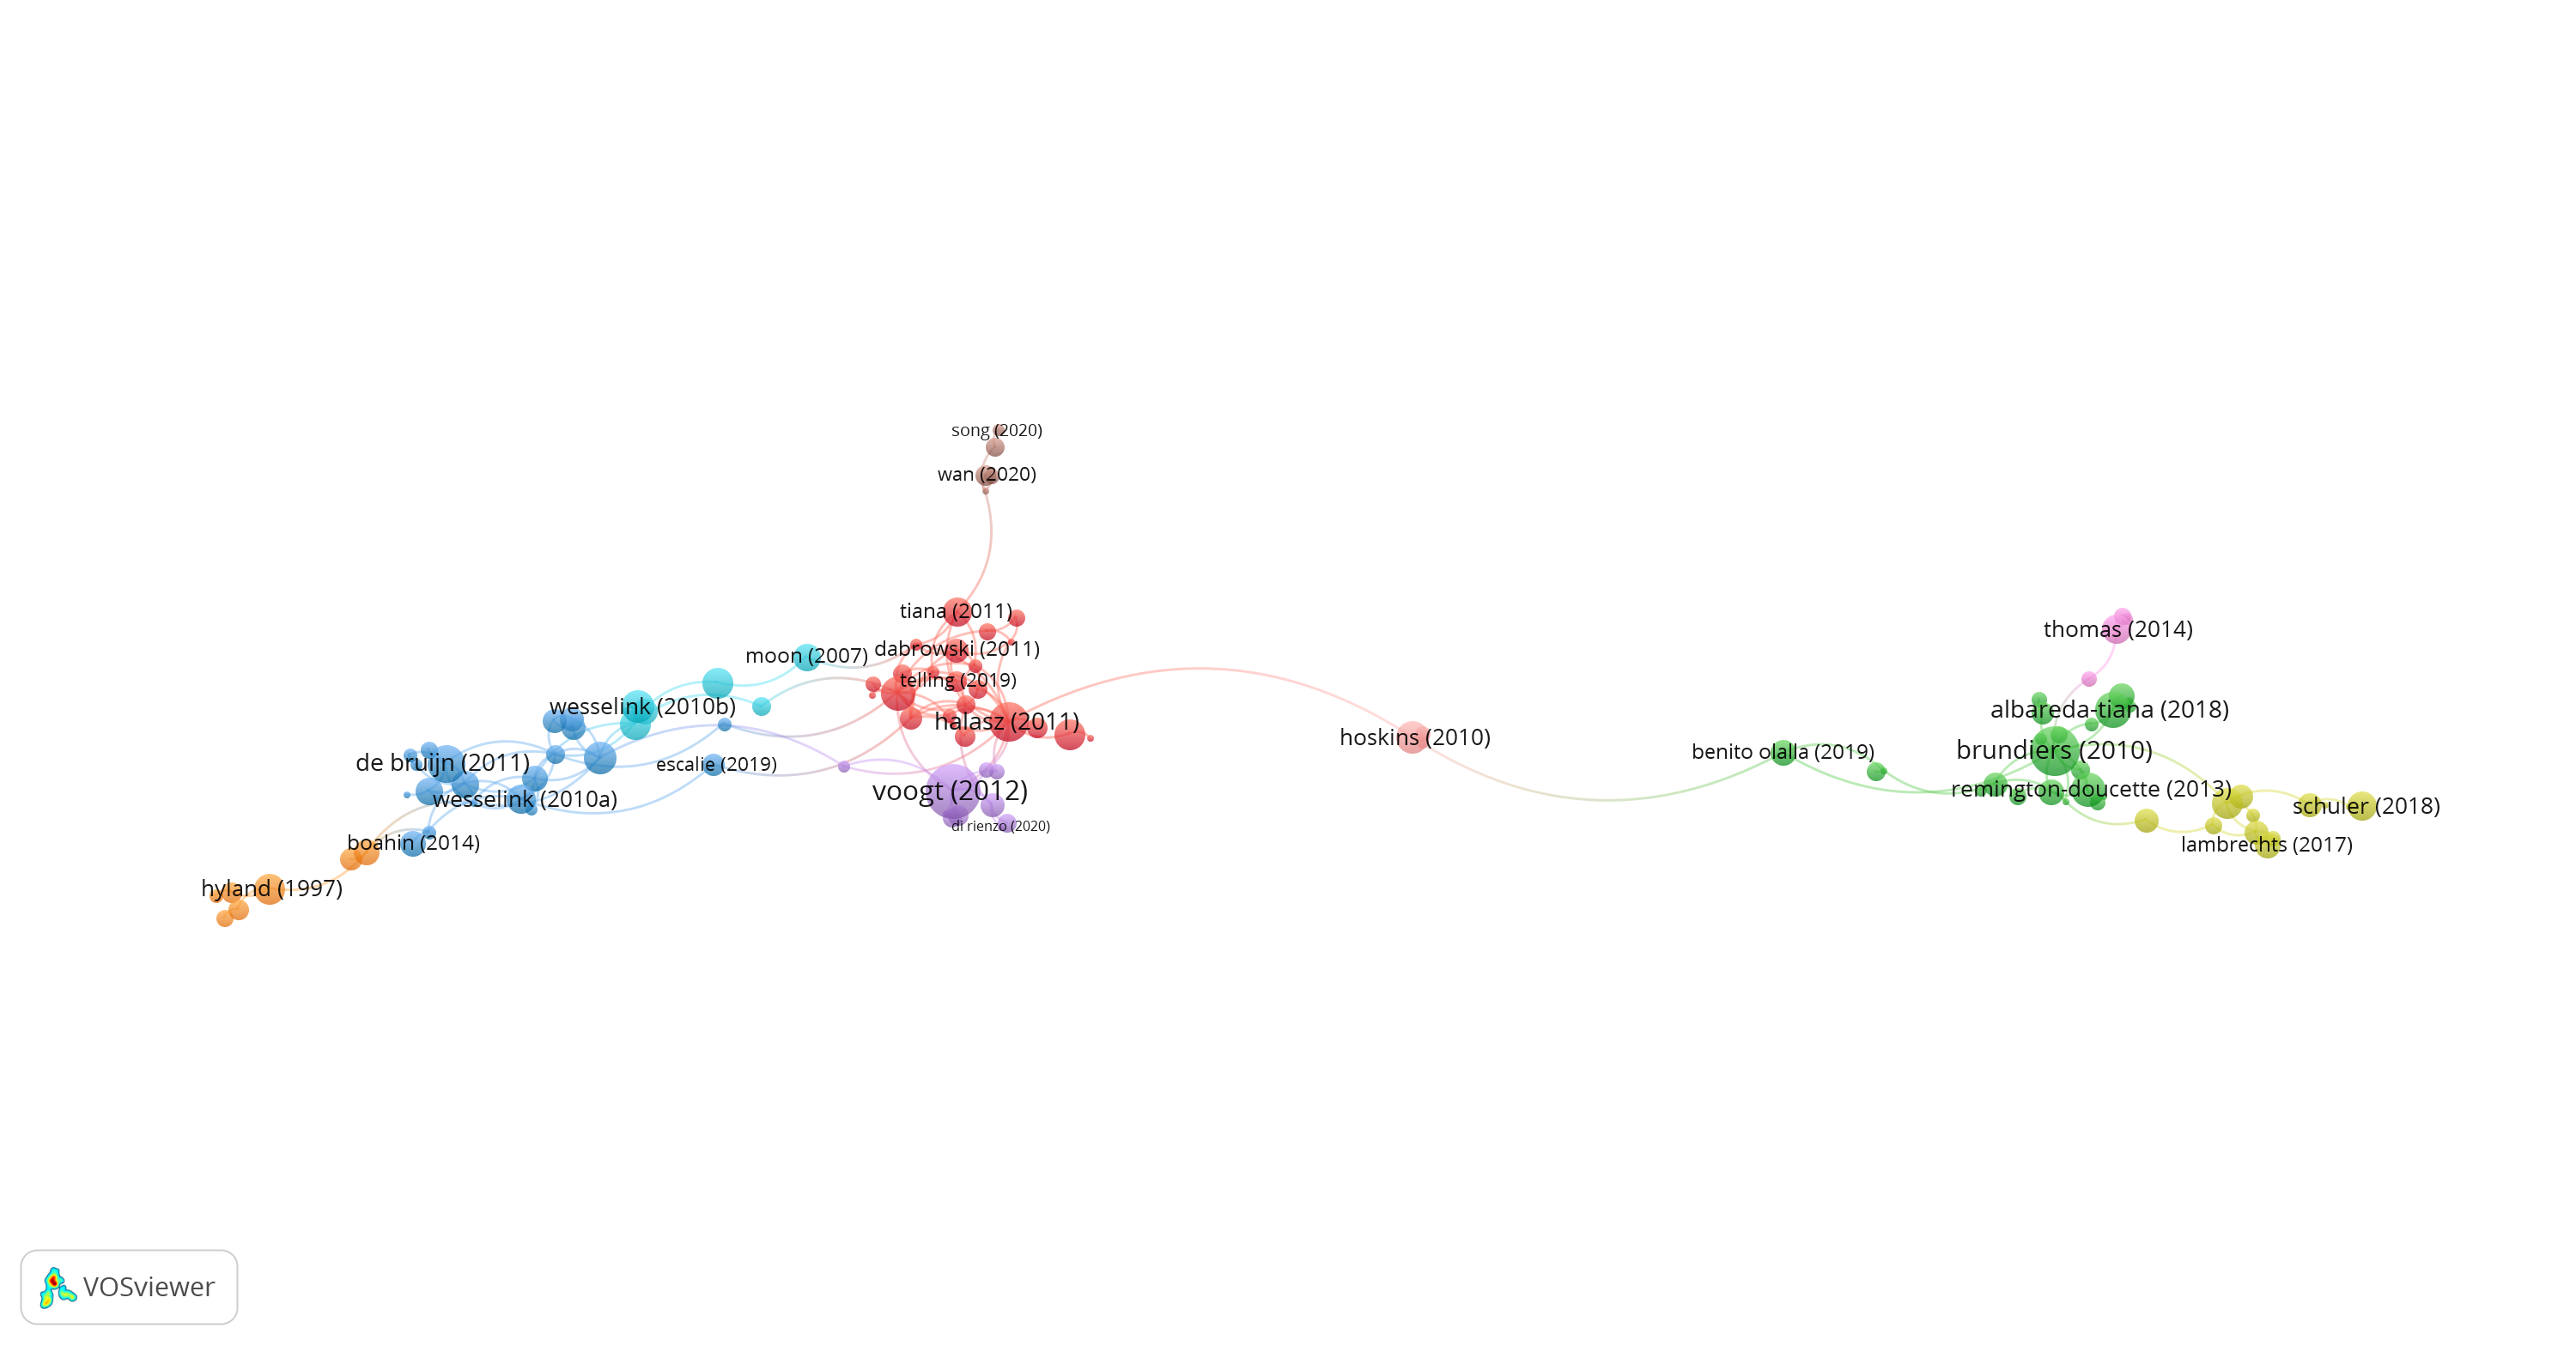 song (2020)
wan (2020)
tiana (2011)
thomas (2014)
dabrowski (2011)
moon (2007)
telling (2019)
wesselink (2010b)
albareda-tiana (2018)
halasz (2011)
hoskins (2010)
brundiers (2010)
benito olalla (2019)
de bruijn (2011)
escalie (2019)
remington-doucette (2013)
voogt (2012)
wesselink (2010a)
schuler (2018)
di rienzo (2020)
boahin (2014)
lambrechts (2017)
hyland (1997)
VOSviewer